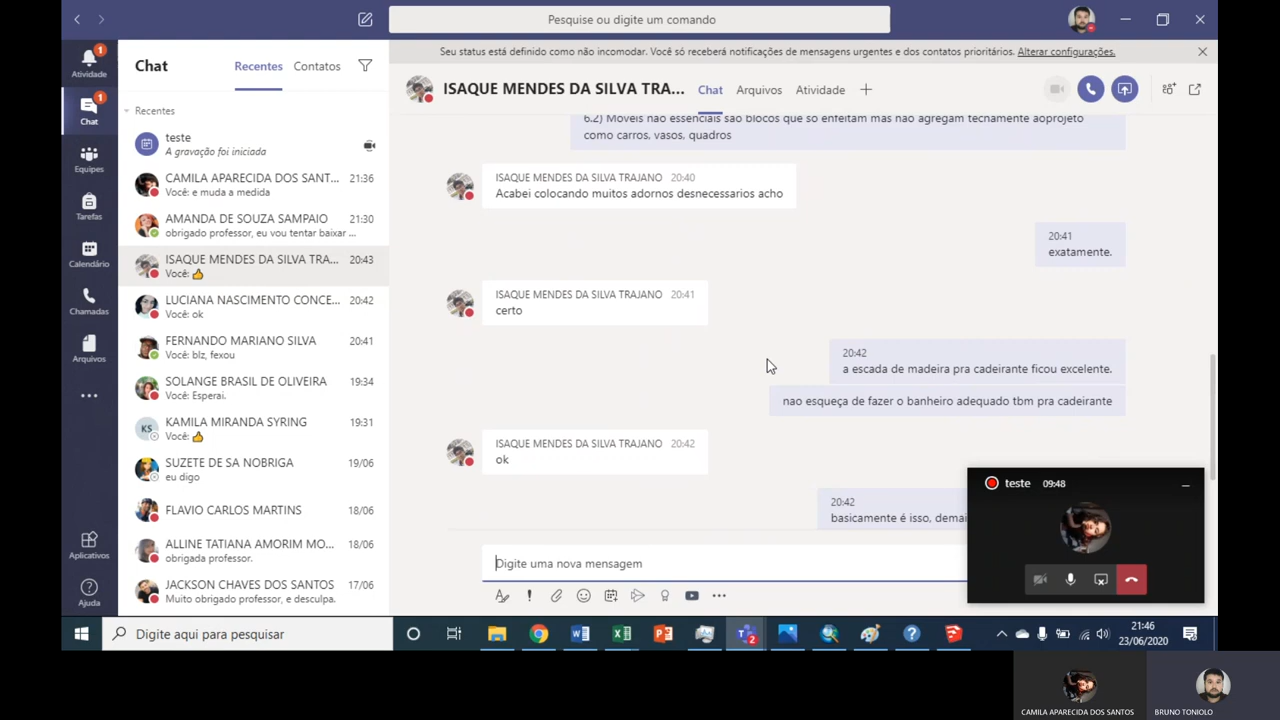 Pesquise ou digite um comando
Seu status está definido como não incomodar. Você só receberá notificações de mensagens urgentes e dos contatos prioritários. Alterar configurações.
1
Atividade
1
Chat
Equipes
Tarefas
Calendário
Chamadas
Arquivos
Aplicativos
Ajuda
Chat
Recentes
Contatos
Recentes
teste
A gravação foi iniciada
CAMILA APARECIDA DOS SANT... 21:36
Você: e muda a medida
AMANDA DE SOUZA SAMPAIO 21:30
obrigado professor, eu vou tentar baixar ...
ISAQUE MENDES DA SILVA TRA... 20:43
Você: 👍
LUCIANA NASCIMENTO CONCE... 20:42
Você: ok
FERNANDO MARIANO SILVA 20:41
Você: blz, fexou
SOLANGE BRASIL DE OLIVEIRA 19:34
Você: Esperai.
KS
KAMILA MIRANDA SYRING 19:31
Você: 👍
SUZETE DE SA NOBRIGA 19/06
eu digo
FLAVIO CARLOS MARTINS 18/06
ALLINE TATIANA AMORIM MO... 18/06
obrigada professor.
JACKSON CHAVES DOS SANTOS 17/06
Muito obrigado professor, e desculpa.
ISAQUE MENDES DA SILVA TRA...
Chat
Arquivos
Atividade
6.2) Moveis não essenciais são blocos que só enfeitam mas não agregam tecnamente aoprojeto
como carros, vasos, quadros
ISAQUE MENDES DA SILVA TRAJANO 20:40
Acabei colocando muitos adornos desnecessarios acho
20:41
exatamente.
ISAQUE MENDES DA SILVA TRAJANO 20:41
certo
20:42
a escada de madeira pra cadeirante ficou excelente.
nao esqueça de fazer o banheiro adequado tbm pra cadeirante
ISAQUE MENDES DA SILVA TRAJANO 20:42
ok
20:42
basicamente é isso,
Digite uma nova mensagem
teste 09:48
Digite aqui para pesquisar
2
21:46
23/06/2020
CAMILA APARECIDA DOS SANTOS
BRUNO TONIOLO